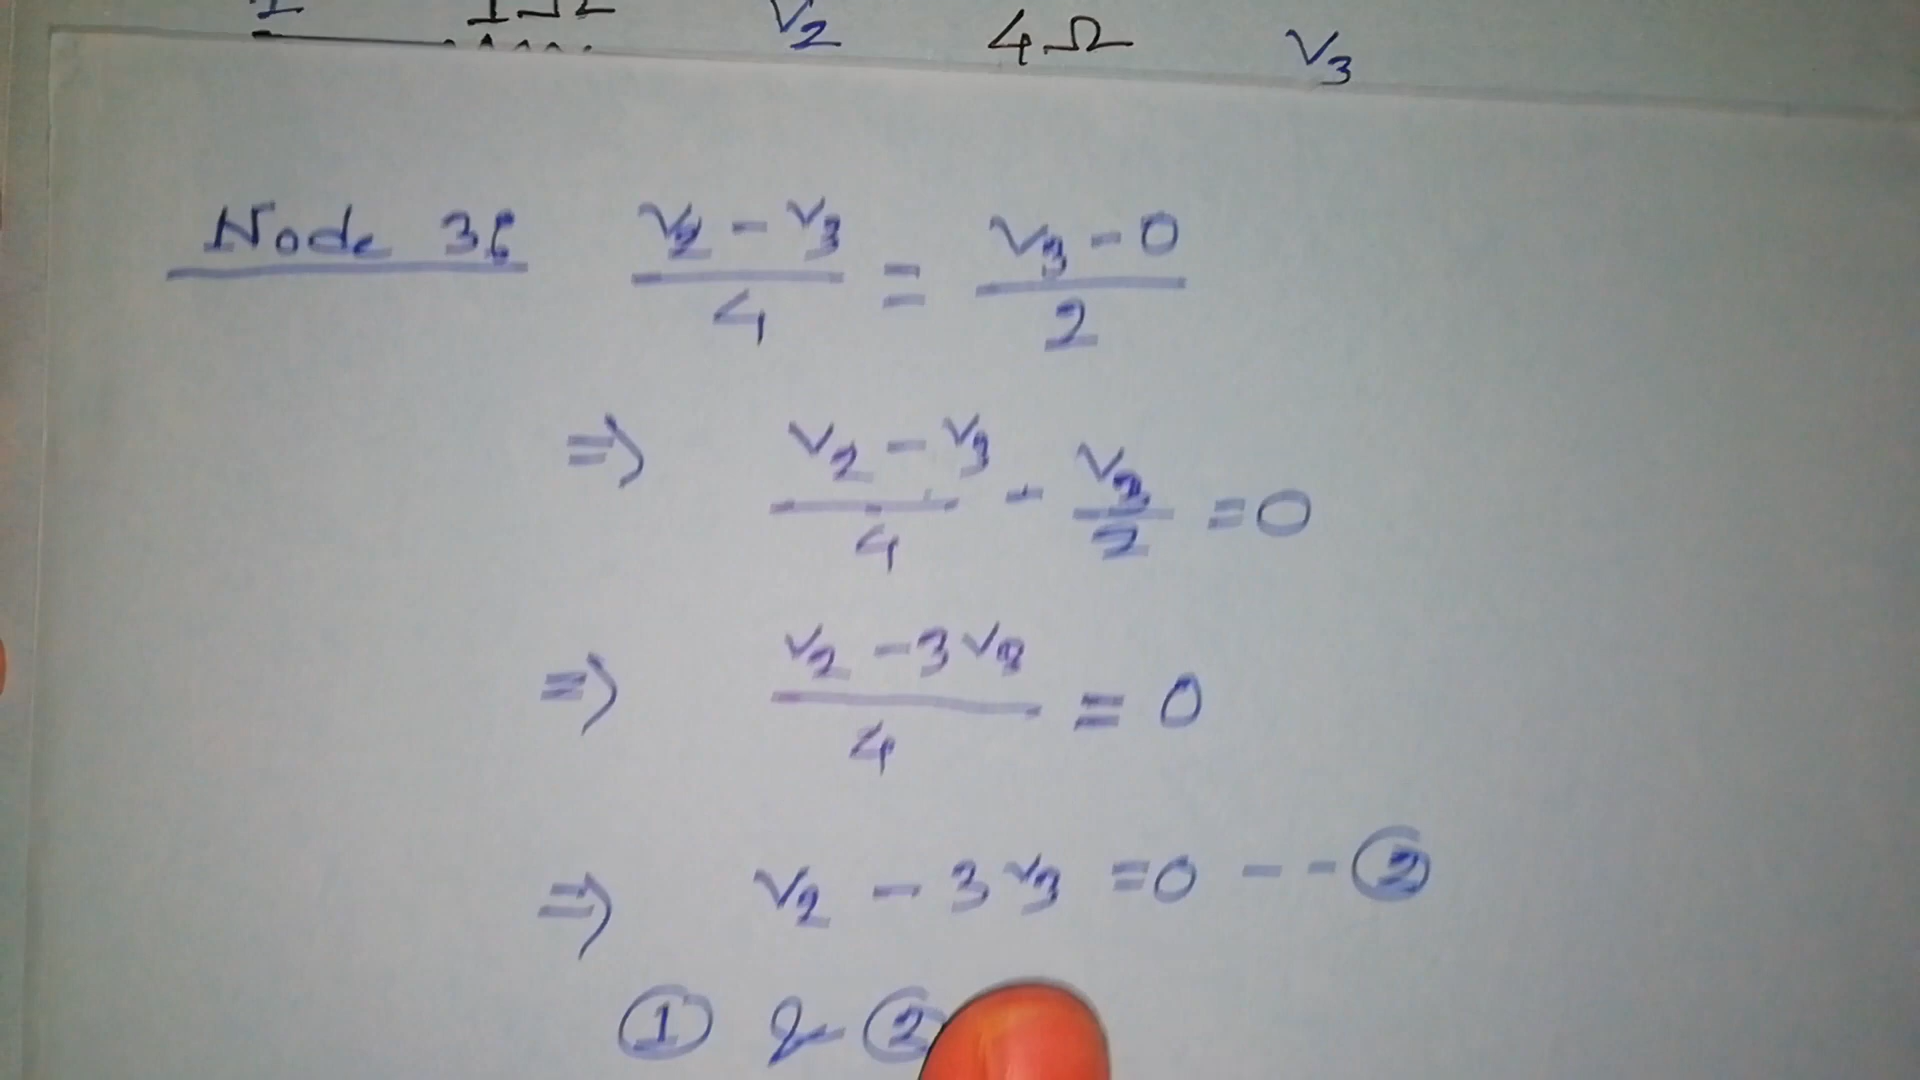 1Ω V₂ 4Ω V₃
Node 3: (V₂ - V₃)/4 = (V₃ - 0)/2
⇒ (V₂ - V₃)/4 - V₃/2 = 0
⇒ (V₂ - 3V₃)/4 = 0
⇒ V₂ - 3V₃ = 0 - - ②
① & ②